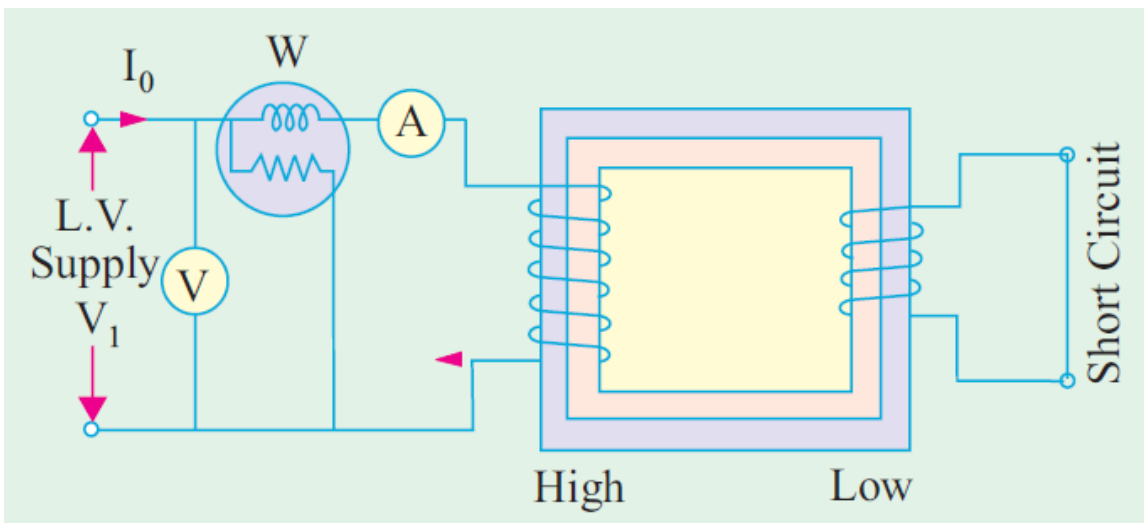 W
I₀
A
L.V.
Supply
V
V₁
Short Circuit
High
Low